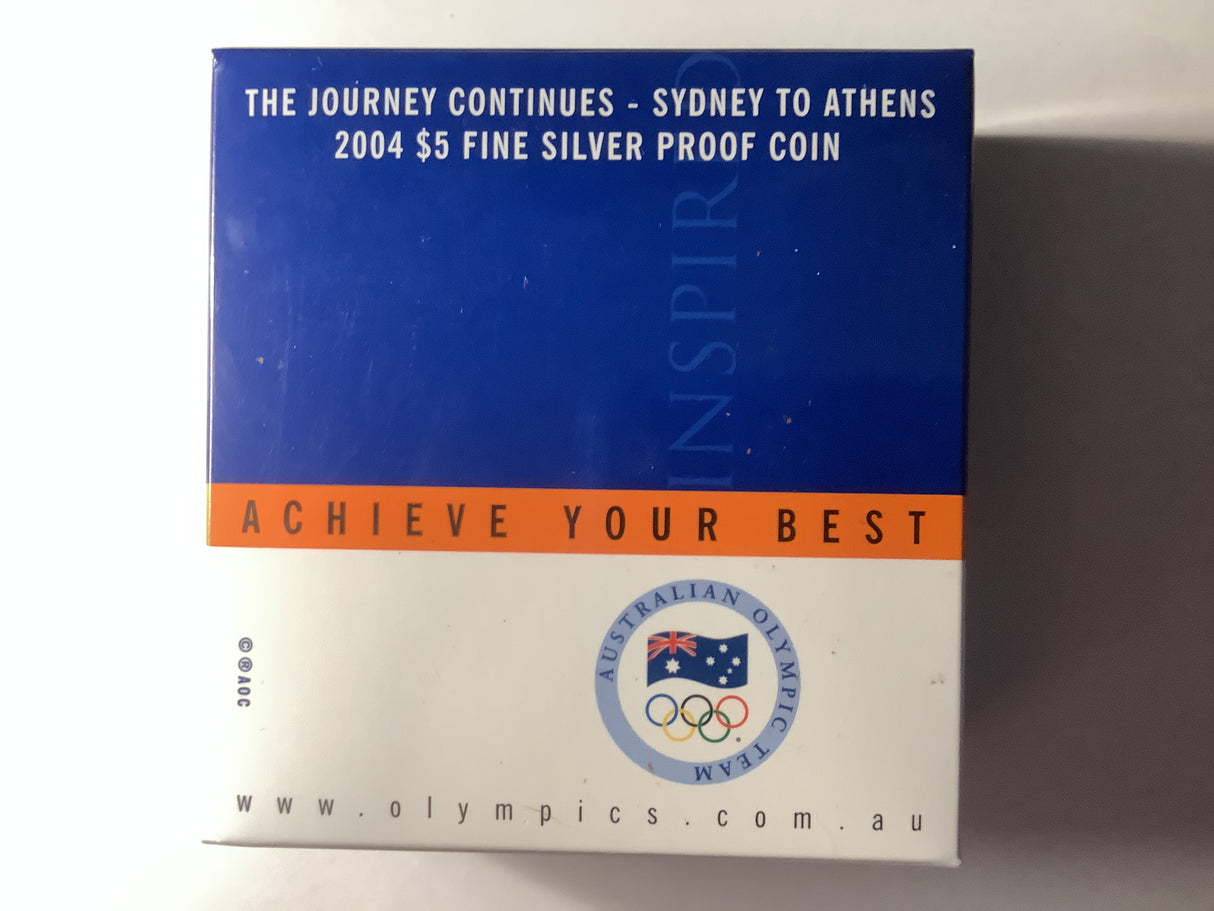 THE JOURNEY CONTINUES - SYDNEY TO ATHENS
2004 $5 FINE SILVER PROOF COIN
INSPIRED
ACHIEVE YOUR BEST
AUSTRALIAN OLYMPIC TEAM
©®AOC
www.olympics.com.au